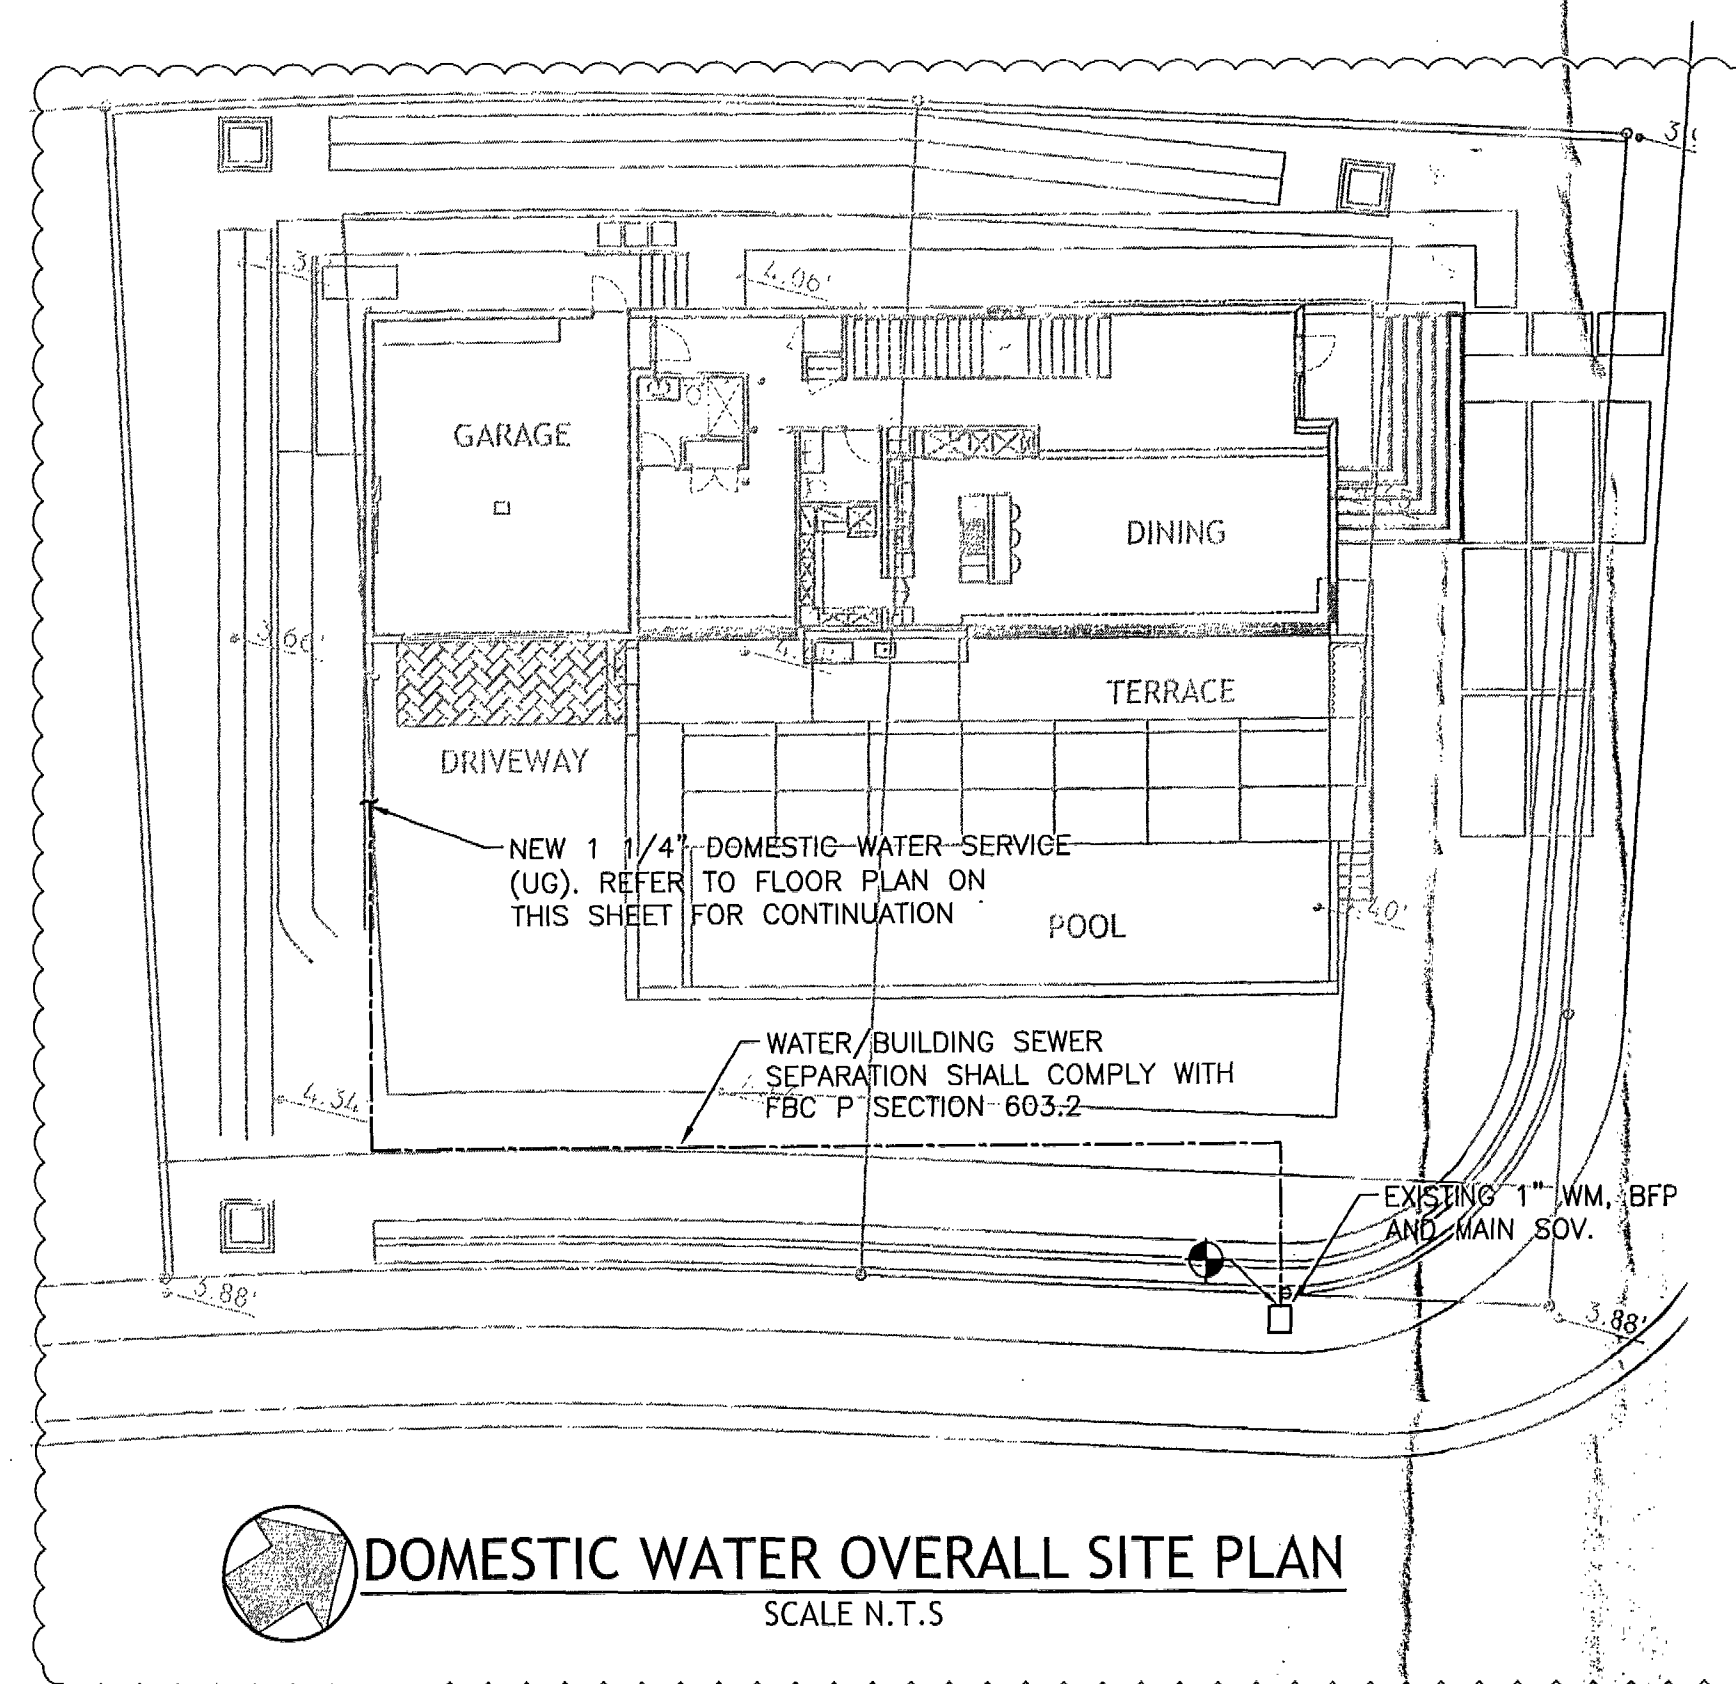 4.06'
GARAGE
DINING
3.66'
TERRACE
DRIVEWAY
NEW 1 1/4" DOMESTIC WATER SERVICE
(UG). REFER TO FLOOR PLAN ON
THIS SHEET FOR CONTINUATION
POOL
WATER/BUILDING SEWER
SEPARATION SHALL COMPLY WITH
FBC P SECTION 603.2
4.34
EXISTING 1" WM, BFP
AND MAIN SOV.
3.88'
3.88'
DOMESTIC WATER OVERALL SITE PLAN
SCALE N.T.S